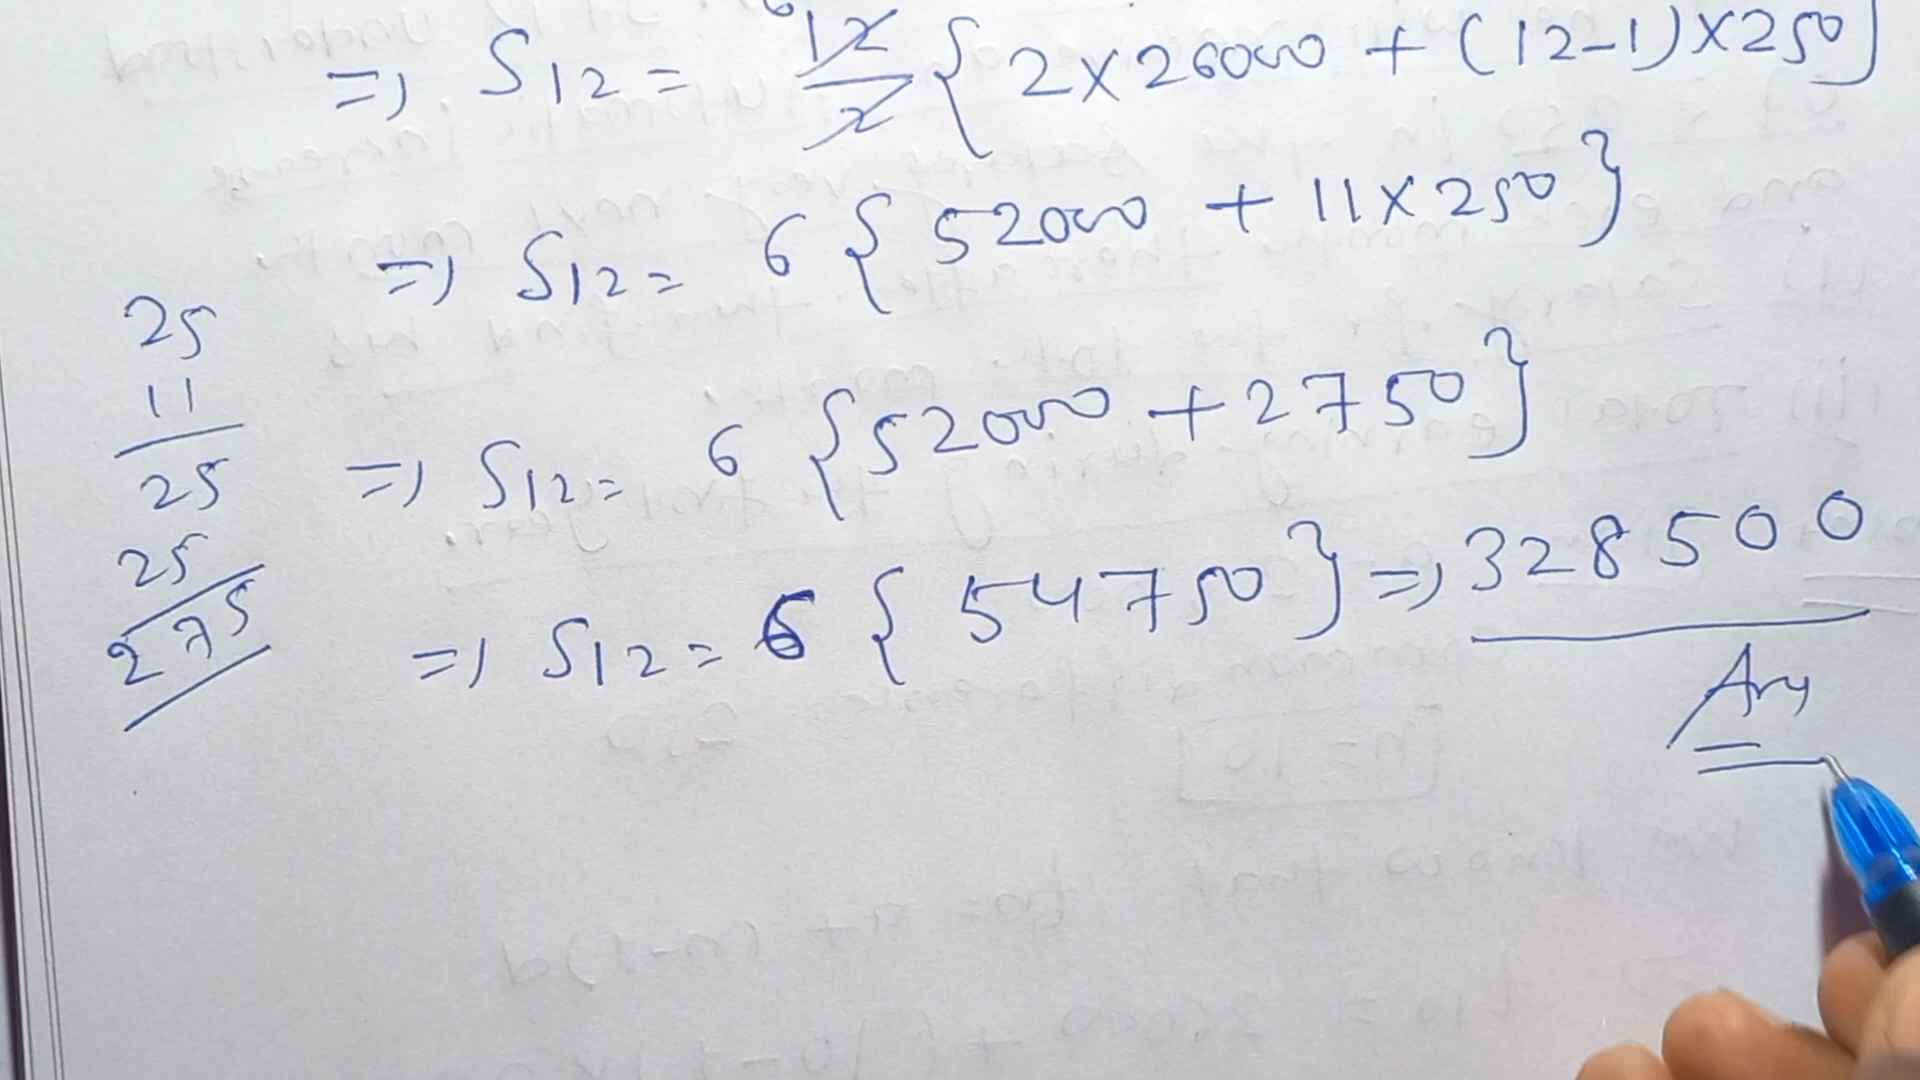 =) S12 = 12/2 {2×26000 + (12-1)×250}
=) S12 = 6 {52000 + 11×250}
=) S12 = 6 {52000 + 2750}
=) S12 = 6 {54750} =) 328500
Ans
25
11
25
25
275